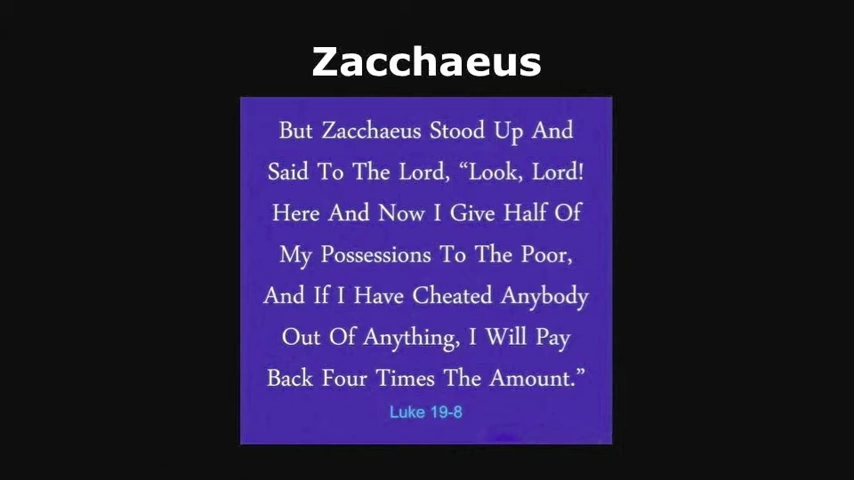 Zacchaeus
But Zacchaeus Stood Up And
Said To The Lord, “Look, Lord!
Here And Now I Give Half Of
My Possessions To The Poor,
And If I Have Cheated Anybody
Out Of Anything, I Will Pay
Back Four Times The Amount.”
Luke 19-8